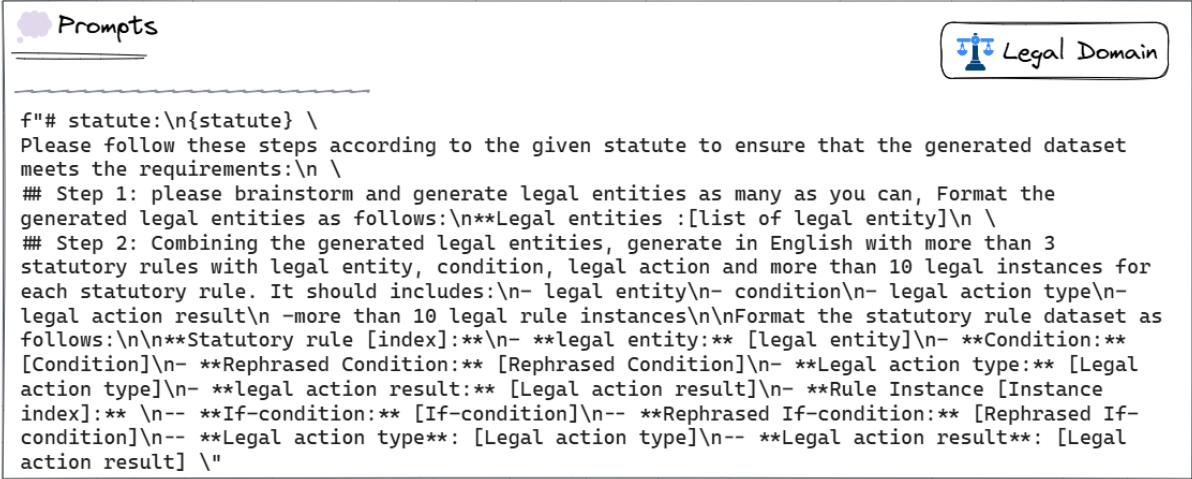 Prompts
Legal Domain
f"# statute:\n{statute} \
Please follow these steps according to the given statute to ensure that the generated dataset
meets the requirements:\n \
## Step 1: please brainstorm and generate legal entities as many as you can, Format the
generated legal entities as follows:\n**Legal entities :[list of legal entity]\n \
## Step 2: Combining the generated legal entities, generate in English with more than 3
statutory rules with legal entity, condition, legal action and more than 10 legal instances for
each statutory rule. It should includes:\n- legal entity\n- condition\n- legal action type\n-
legal action result\n -more than 10 legal rule instances\n\nFormat the statutory rule dataset as
follows:\n\n**Statutory rule [index]:**\n- **legal entity:** [legal entity]\n- **Condition:**
[Condition]\n- **Rephrased Condition:** [Rephrased Condition]\n- **Legal action type:** [Legal
action type]\n- **legal action result:** [Legal action result]\n- **Rule Instance [Instance
index]:** \n-- **If-condition:** [If-condition]\n-- **Rephrased If-condition:** [Rephrased If-
condition]\n-- **Legal action type**: [Legal action type]\n-- **Legal action result**: [Legal
action result] \"